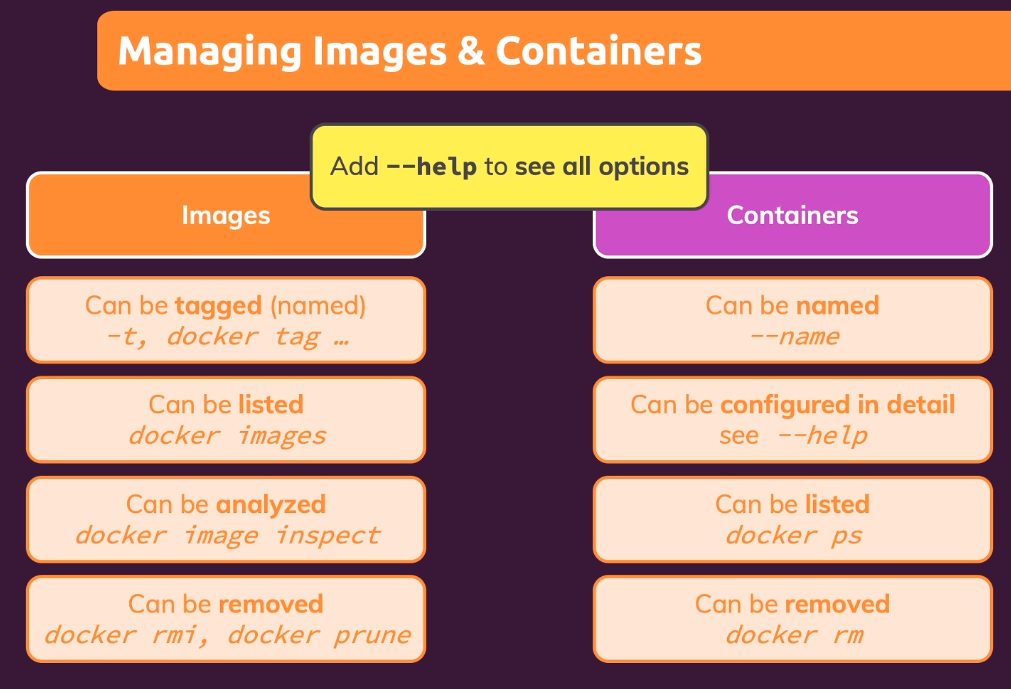 Managing Images & Containers
Add --help to see all options
Images
Can be tagged (named)
-t, docker tag …
Can be listed
docker images
Can be analyzed
docker image inspect
Can be removed
docker rmi, docker prune
Containers
Can be named
--name
Can be configured in detail
see --help
Can be listed
docker ps
Can be removed
docker rm